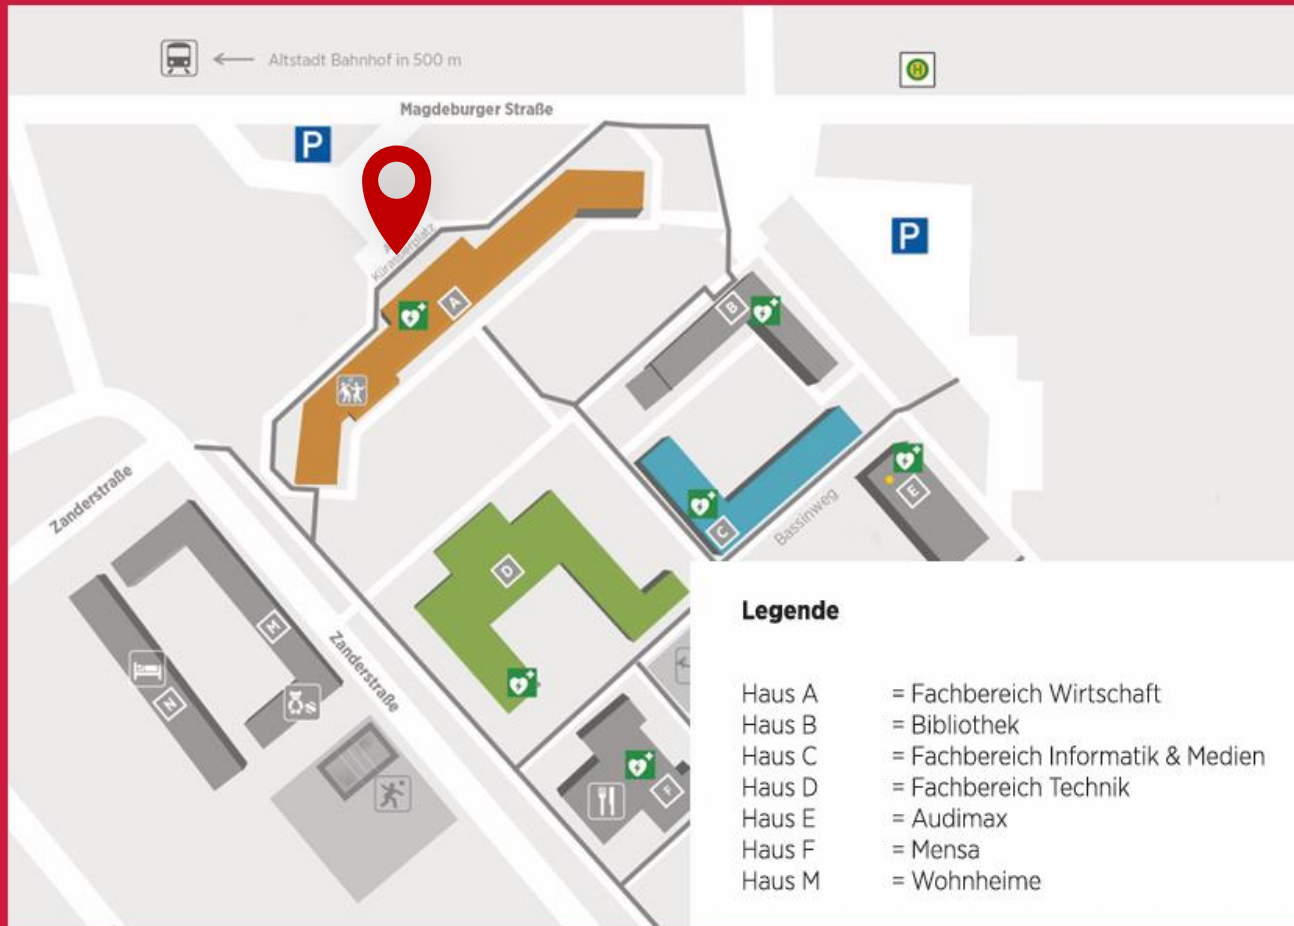 Altstadt Bahnhof in 500 m
H
Magdeburger Straße
P
P
A
B
C
Bassinweg
E
D
Zanderstraße
Zanderstraße
M
N
F
Legende
Haus A = Fachbereich Wirtschaft
Haus B = Bibliothek
Haus C = Fachbereich Informatik & Medien
Haus D = Fachbereich Technik
Haus E = Audimax
Haus F = Mensa
Haus M = Wohnheime